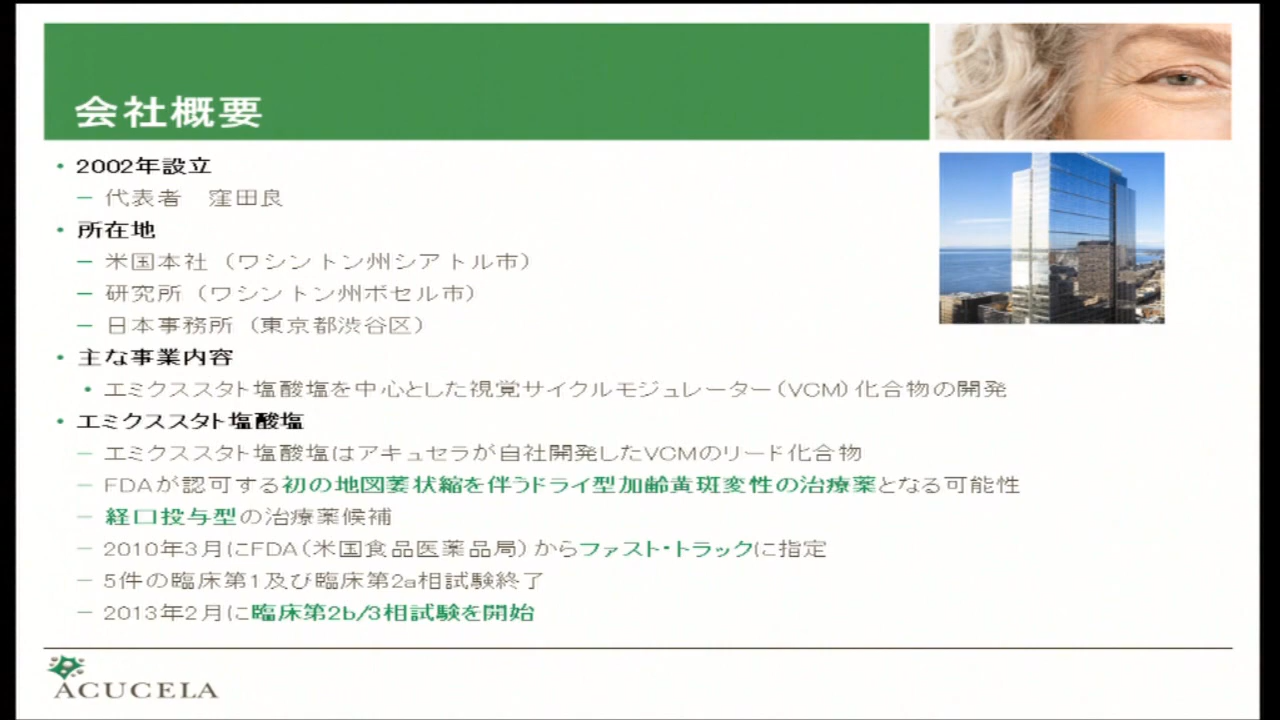 会社概要
• 2002年設立
– 代表者　窪田良
• 所在地
– 米国本社（ワシントン州シアトル市）
– 研究所（ワシントン州ボセル市）
– 日本事務所（東京都渋谷区）
• 主な事業内容
• エミクススタト塩酸塩を中心とした視覚サイクルモジュレーター（VCM）化合物の開発
• エミクススタト塩酸塩
– エミクススタト塩酸塩はアキュセラが自社開発したVCMのリード化合物
– FDAが認可する初の地図萎状縮を伴うドライ型加齢黄斑変性の治療薬となる可能性
– 経口投与型の治療薬候補
– 2010年3月にFDA（米国食品医薬品局）からファスト・トラックに指定
– 5件の臨床第1及び臨床第2a相試験終了
– 2013年2月に臨床第2b/3相試験を開始
ACUCELA